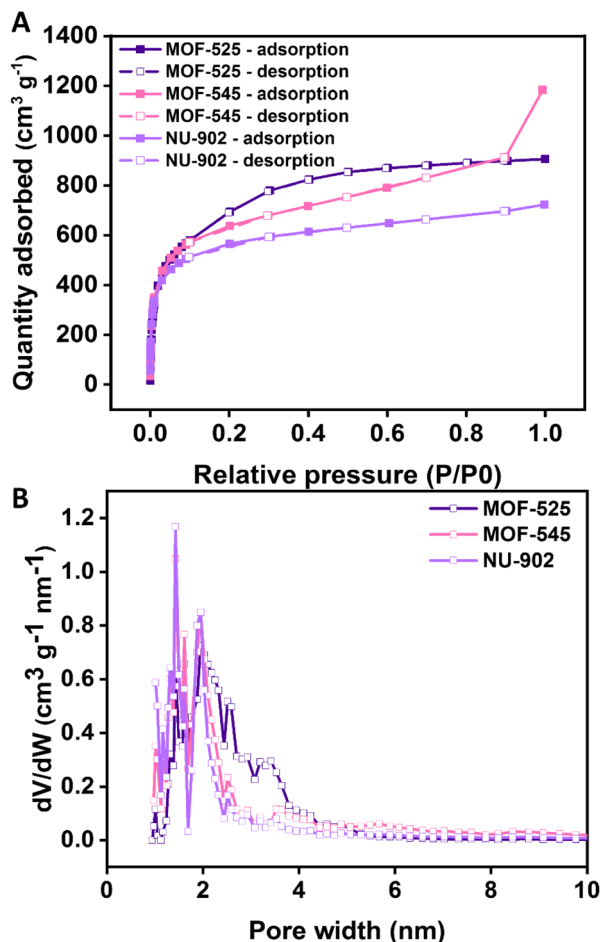 A
1400
1200
1000
800
600
400
200
0
Quantity adsorbed (cm³ g⁻¹)
MOF-525 - adsorption
MOF-525 - desorption
MOF-545 - adsorption
MOF-545 - desorption
NU-902 - adsorption
NU-902 - desorption
0.0 0.2 0.4 0.6 0.8 1.0
Relative pressure (P/P0)
B
1.2
1.0
0.8
0.6
0.4
0.2
0.0
dV/dW (cm³ g⁻¹ nm⁻¹)
MOF-525
MOF-545
NU-902
0 2 4 6 8 10
Pore width (nm)